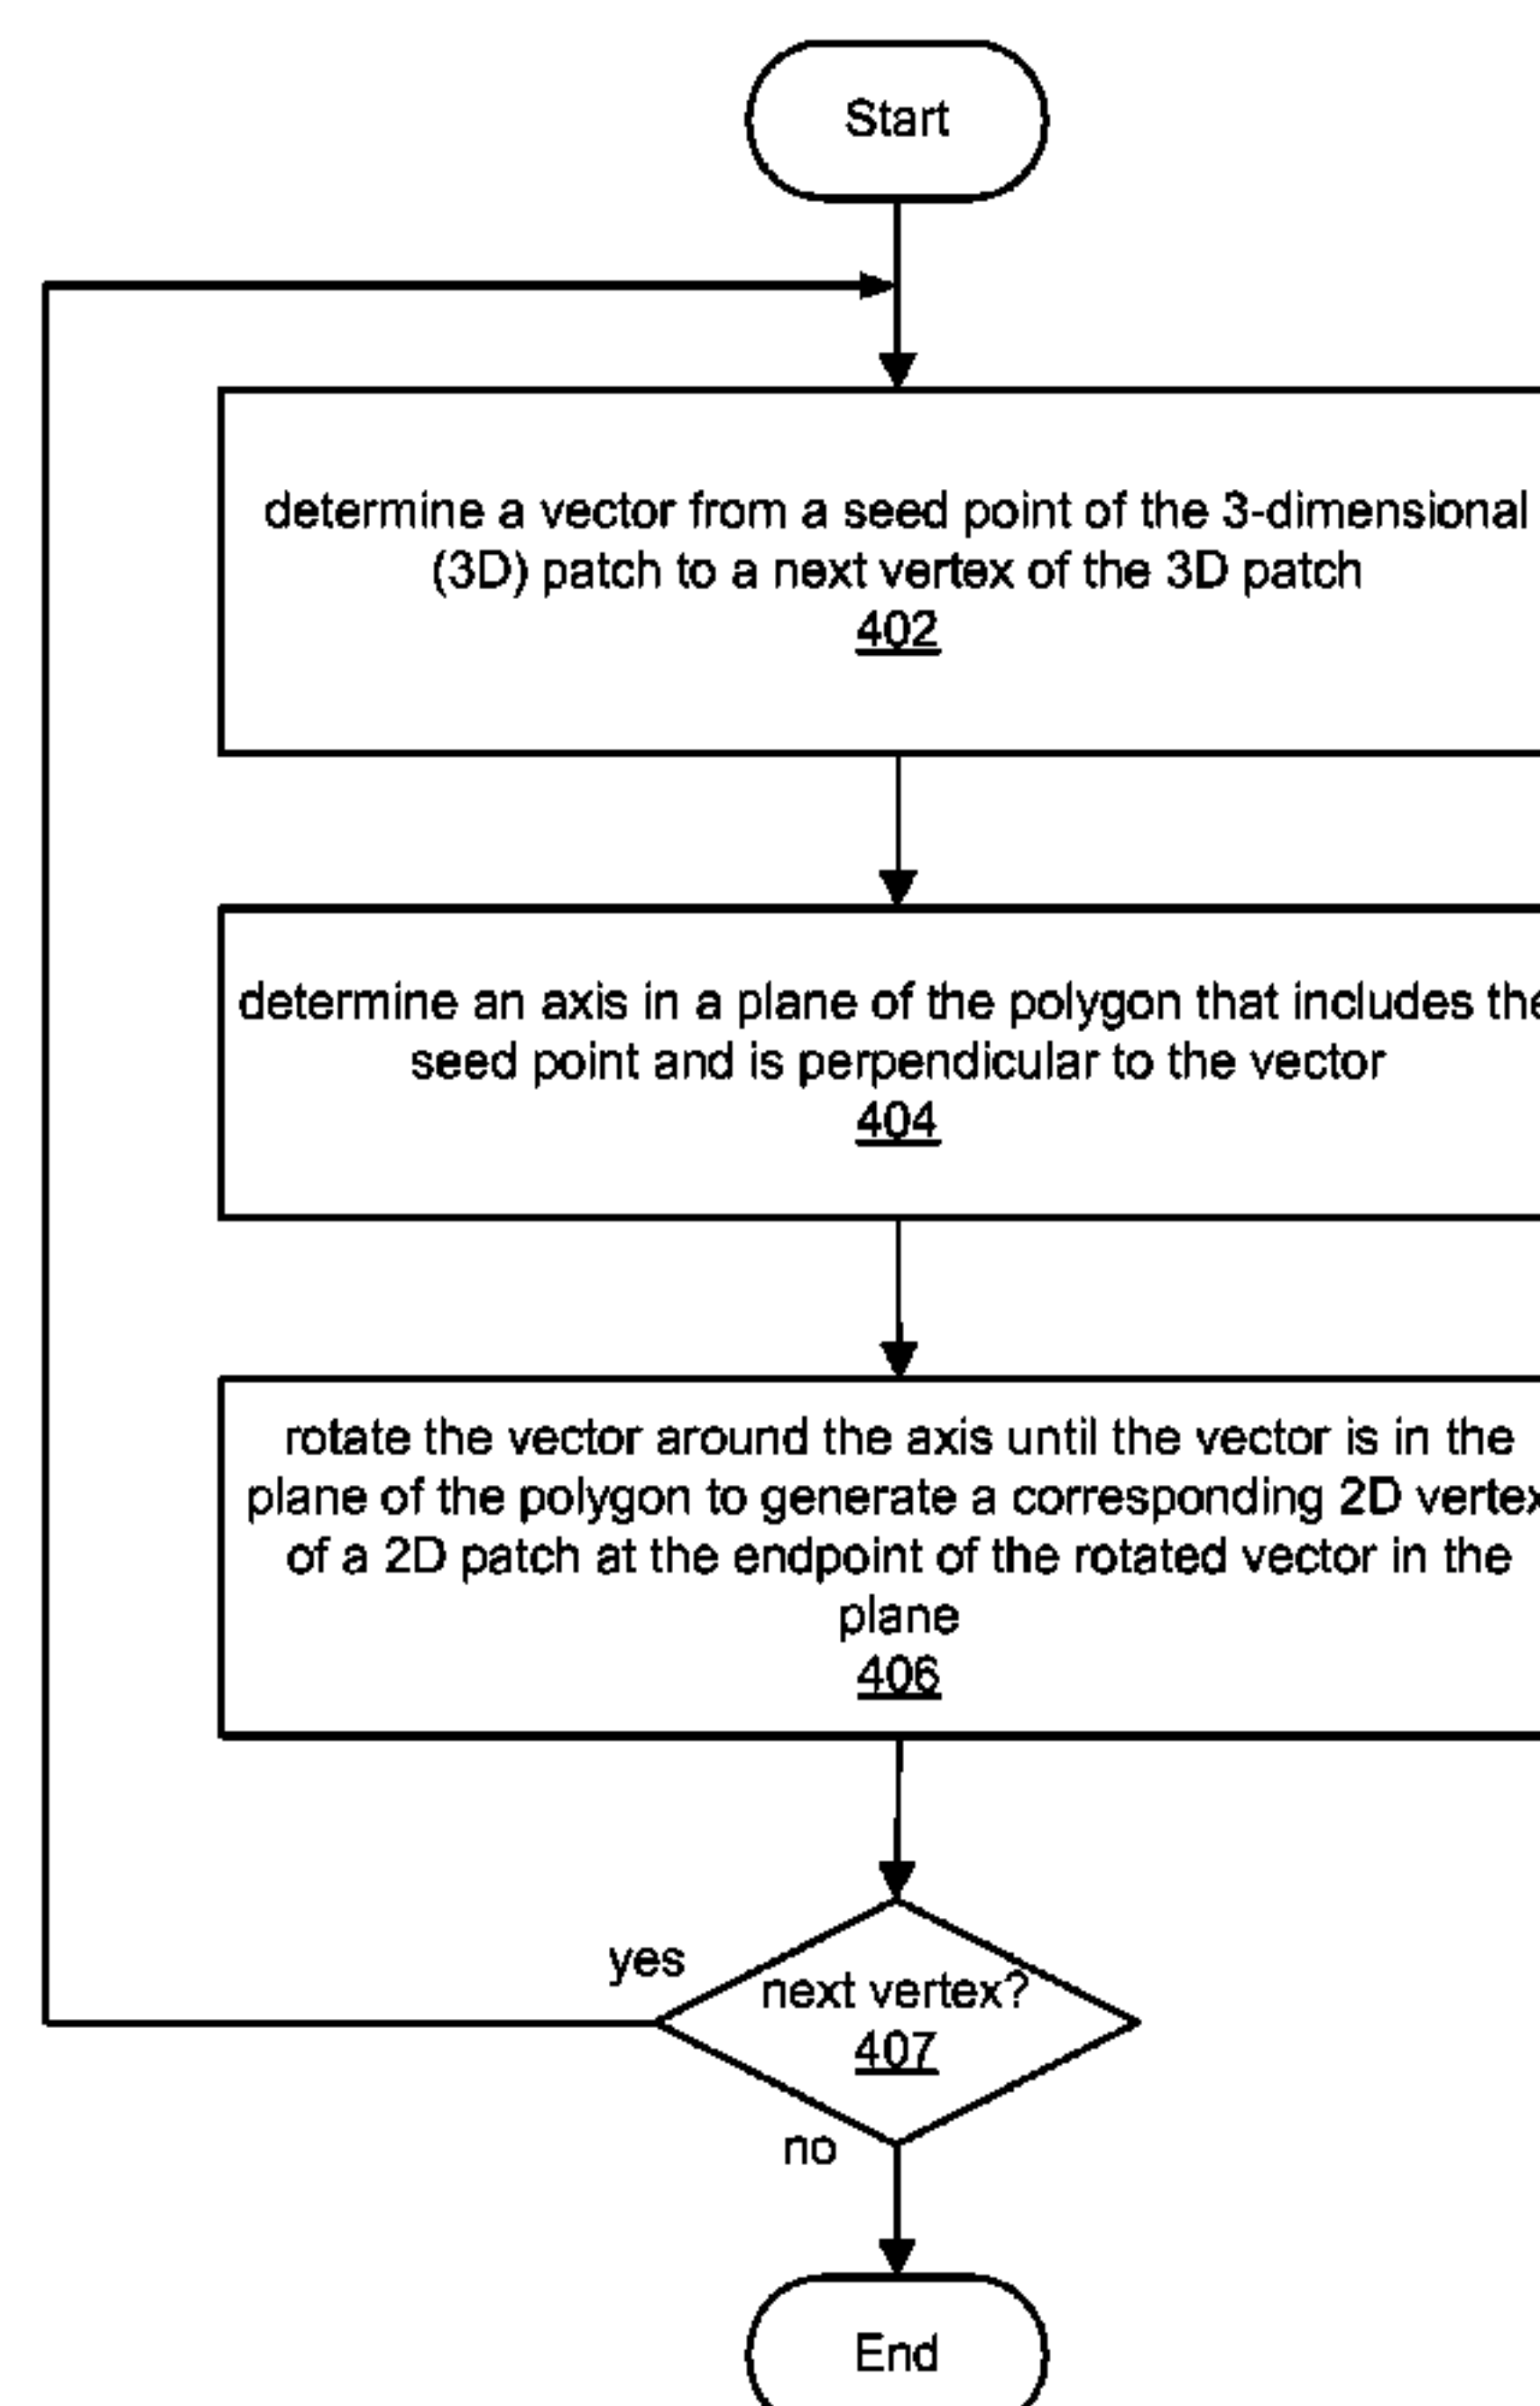 Start
determine a vector from a seed point of the 3-dimensional
(3D) patch to a next vertex of the 3D patch
402
determine an axis in a plane of the polygon that includes the
seed point and is perpendicular to the vector
404
rotate the vector around the axis until the vector is in the
plane of the polygon to generate a corresponding 2D vertex
of a 2D patch at the endpoint of the rotated vector in the
plane
406
yes
next vertex?
407
no
End